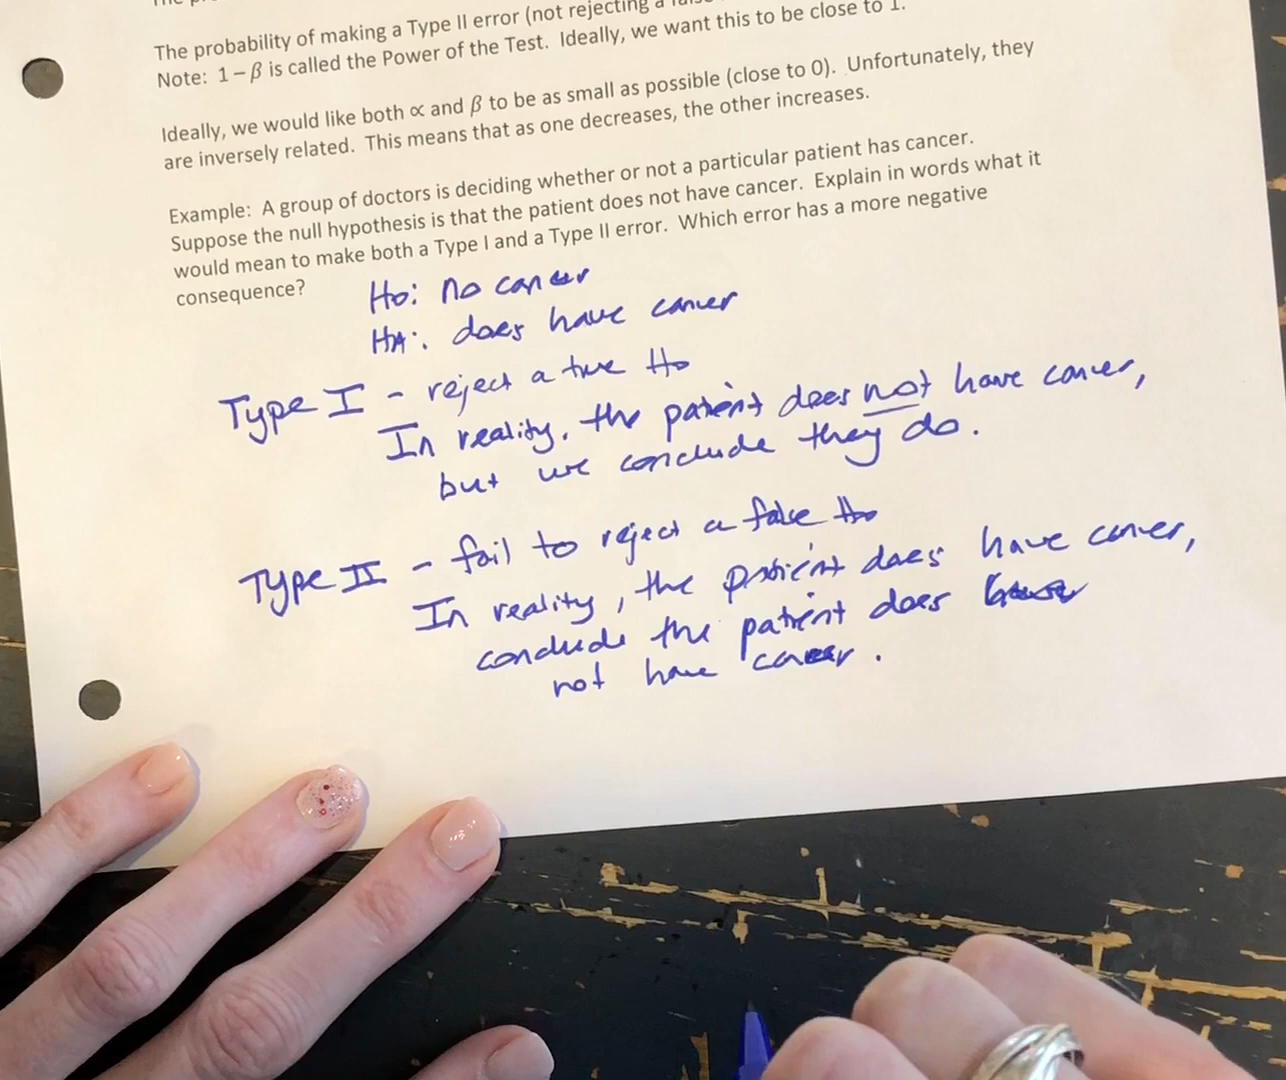 The probability of making a Type II error (not rejecting a
Note: 1 – β is called the Power of the Test. Ideally, we want this to be close to 1.
Ideally, we would like both ∝ and β to be as small as possible (close to 0). Unfortunately, they
are inversely related. This means that as one decreases, the other increases.
Example: A group of doctors is deciding whether or not a particular patient has cancer.
Suppose the null hypothesis is that the patient does not have cancer. Explain in words what it
would mean to make both a Type I and a Type II error. Which error has a more negative
consequence?
Ho: no cancer
HA: does have cancer
Type I - reject a true Ho
In reality, the patient does not have cancer,
but we conclude they do.
Type II - fail to reject a false Ho
In reality, the patient does have cancer,
conclude the patient does
not have cancer.